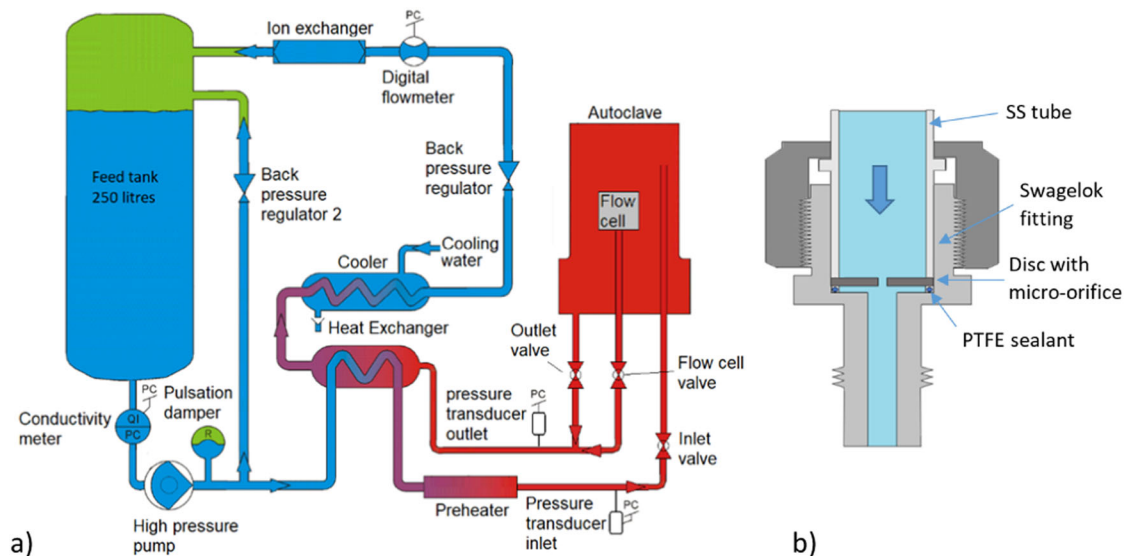 Ion exchanger
PC
Digital
flowmeter
Autoclave
Feed tank
250 litres
Back
pressure
regulator 2
Back
pressure
regulator
Flow
cell
Cooling
water
Cooler
Heat Exchanger
Outlet
valve
Flow cell
valve
pressure
transducer
outlet
PC
Inlet
valve
PC
Pulsation
damper
Conductivity
meter
QI
PC
R
High pressure
pump
Preheater
Pressure
transducer
inlet
PC
a)
SS tube
Swagelok
fitting
Disc with
micro-orifice
PTFE sealant
b)